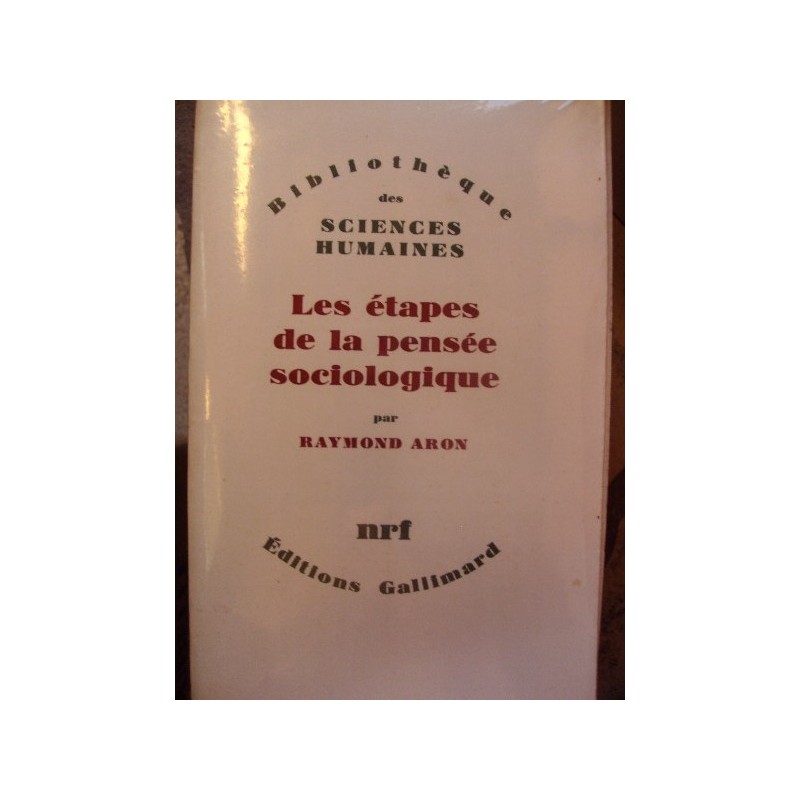 Bibliothèque
des
SCIENCES
HUMAINES
Les étapes
de la pensée
sociologique
par
RAYMOND ARON
nrf
Éditions Gallimard